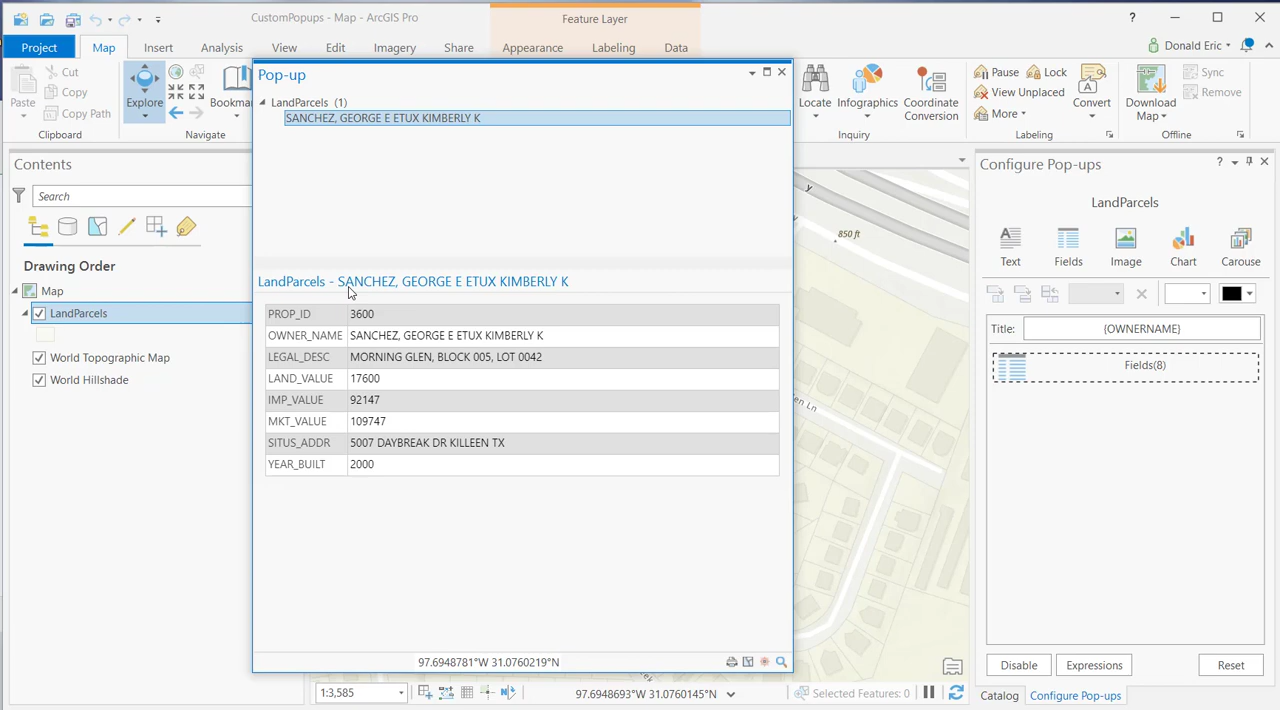 CustomPopups - Map - ArcGIS Pro
Feature Layer
?
Project
Map
Insert
Analysis
View
Edit
Imagery
Share
Appearance
Labeling
Data
Donald Eric
Paste
Cut
Copy
Copy Path
Clipboard
Explore
Bookma
Navigate
Locate
Infographics
Coordinate
Conversion
Inquiry
Pause
Lock
View Unplaced
More
Convert
Labeling
Download
Map
Sync
Remove
Offline
Contents
Search
Drawing Order
Map
LandParcels
World Topographic Map
World Hillshade
Pop-up
LandParcels (1)
SANCHEZ, GEORGE E ETUX KIMBERLY K
LandParcels - SANCHEZ, GEORGE E ETUX KIMBERLY K
PROP_ID 3600
OWNER_NAME SANCHEZ, GEORGE E ETUX KIMBERLY K
LEGAL_DESC MORNING GLEN, BLOCK 005, LOT 0042
LAND_VALUE 17600
IMP_VALUE 92147
MKT_VALUE 109747
SITUS_ADDR 5007 DAYBREAK DR KILLEEN TX
YEAR_BUILT 2000
97.6948781°W 31.0760219°N
850 ft
en Ln
1:3,585
97.6948693°W 31.0760145°N
Selected Features: 0
Configure Pop-ups
?
LandParcels
Text
Fields
Image
Chart
Carouse
Title: {OWNERNAME}
Fields(8)
Disable
Expressions
Reset
Catalog
Configure Pop-ups